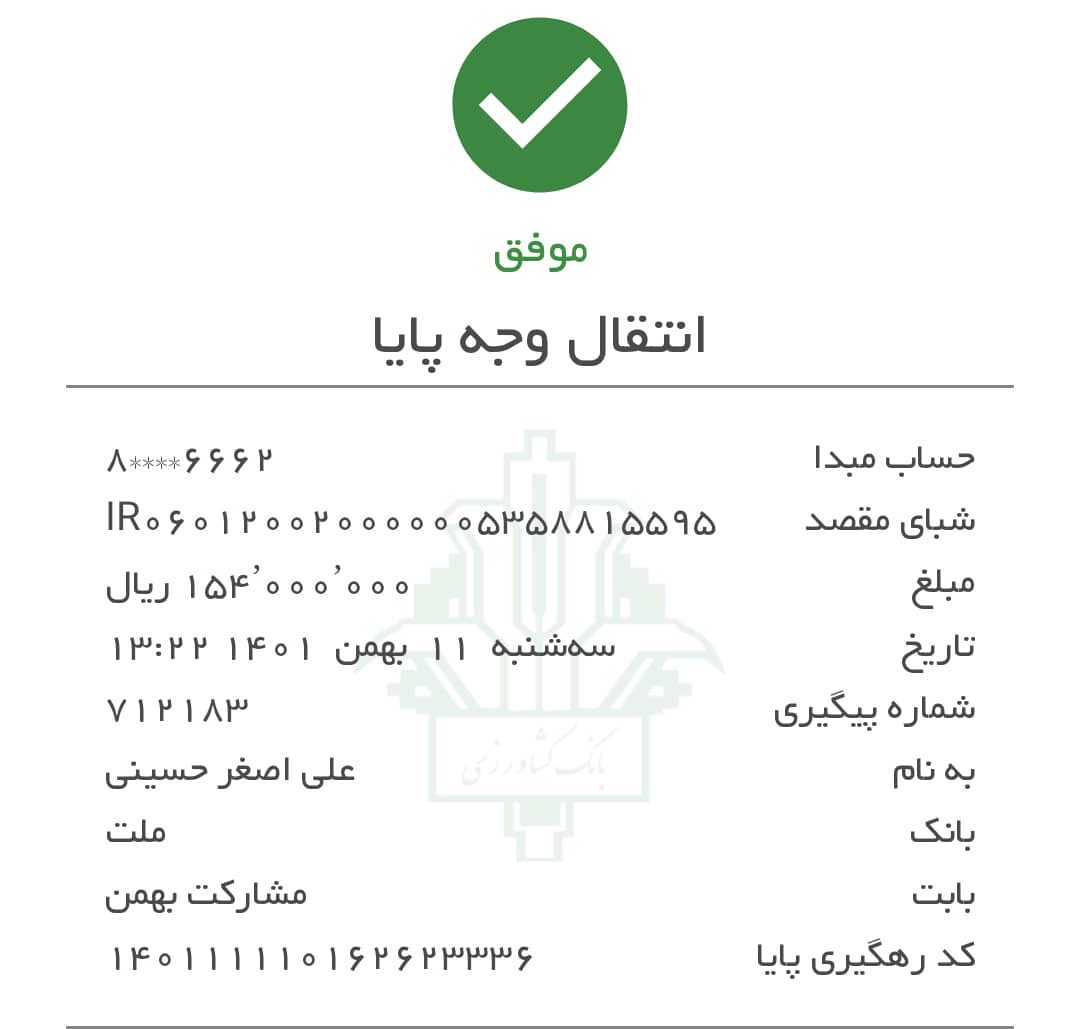 موفق
انتقال وجه پایا
حساب مبدا ۸****۶۶۶۲
شبای مقصد IR۰۶۰۱۲۰۰۲۰۰۰۰۰۰۵۳۵۸۸۱۵۵۹۵
مبلغ ۱۵۴٬۰۰۰٬۰۰۰ ریال
تاریخ سه‌شنبه ۱۱ بهمن ۱۴۰۱ ۱۳:۲۲
شماره پیگیری ۷۱۲۱۸۳
به نام علی اصغر حسینی
بانک ملت
بابت مشارکت بهمن
کد رهگیری پایا ۱۴۰۱۱۱۱۱۰۱۶۲۶۲۳۳۳۶
بانک کشاورزی